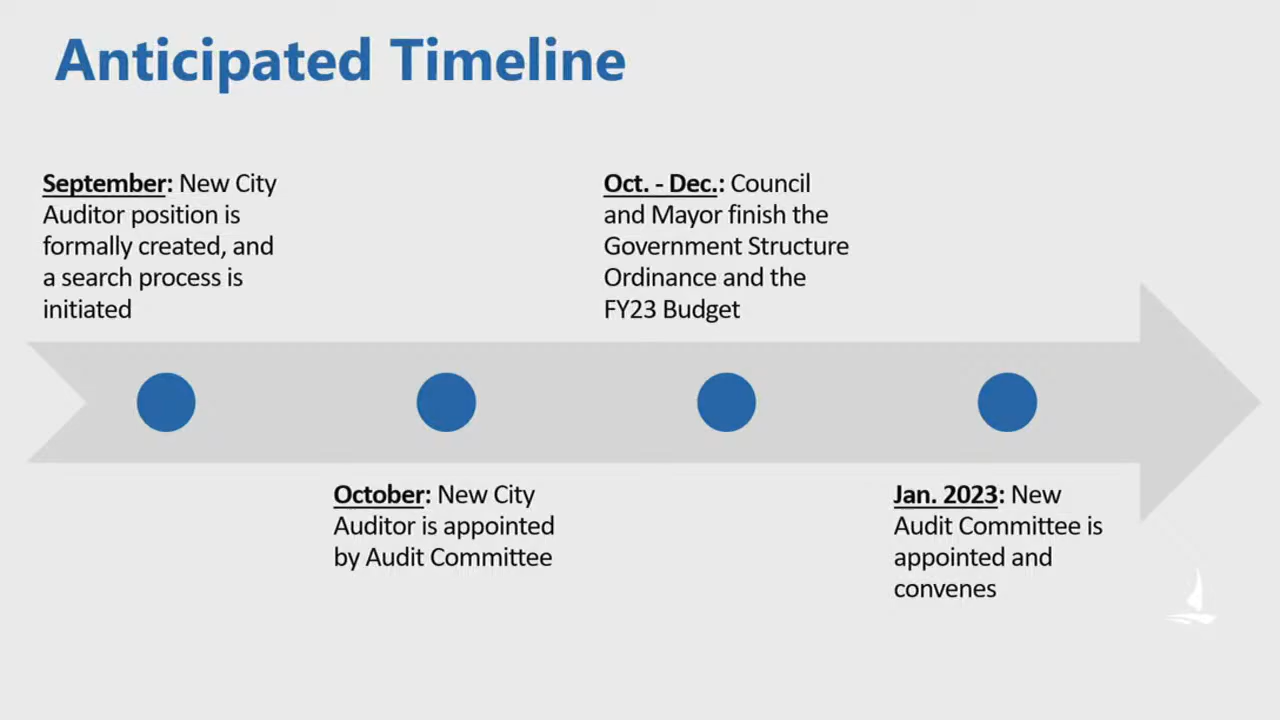 Anticipated Timeline
September: New City
Auditor position is
formally created, and
a search process is
initiated
Oct. - Dec.: Council
and Mayor finish the
Government Structure
Ordinance and the
FY23 Budget
October: New City
Auditor is appointed
by Audit Committee
Jan. 2023: New
Audit Committee is
appointed and
convenes